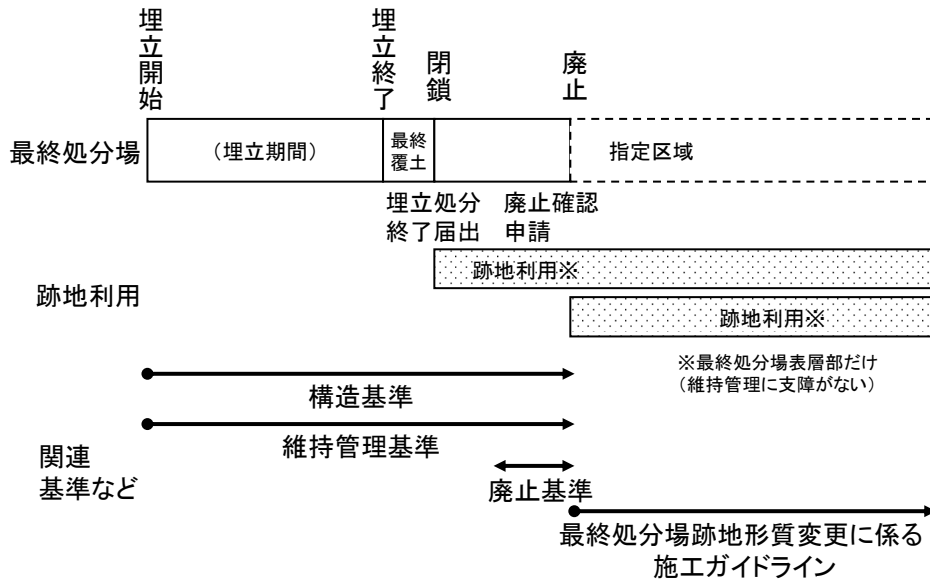 埋立開始
埋立終了
閉鎖
廃止
最終処分場
(埋立期間)
最終
覆土
指定区域
埋立処分
終了届出
廃止確認
申請
跡地利用
跡地利用※
跡地利用※
※最終処分場表層部だけ
(維持管理に支障がない)
構造基準
維持管理基準
関連
基準など
廃止基準
最終処分場跡地形質変更に係る
施工ガイドライン